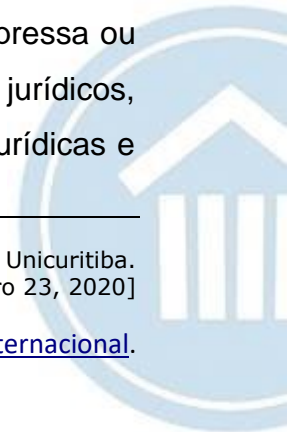 pressa ou
jurídicos,
urídicas e
Unicuritiba.
ro 23, 2020]
ternacional.